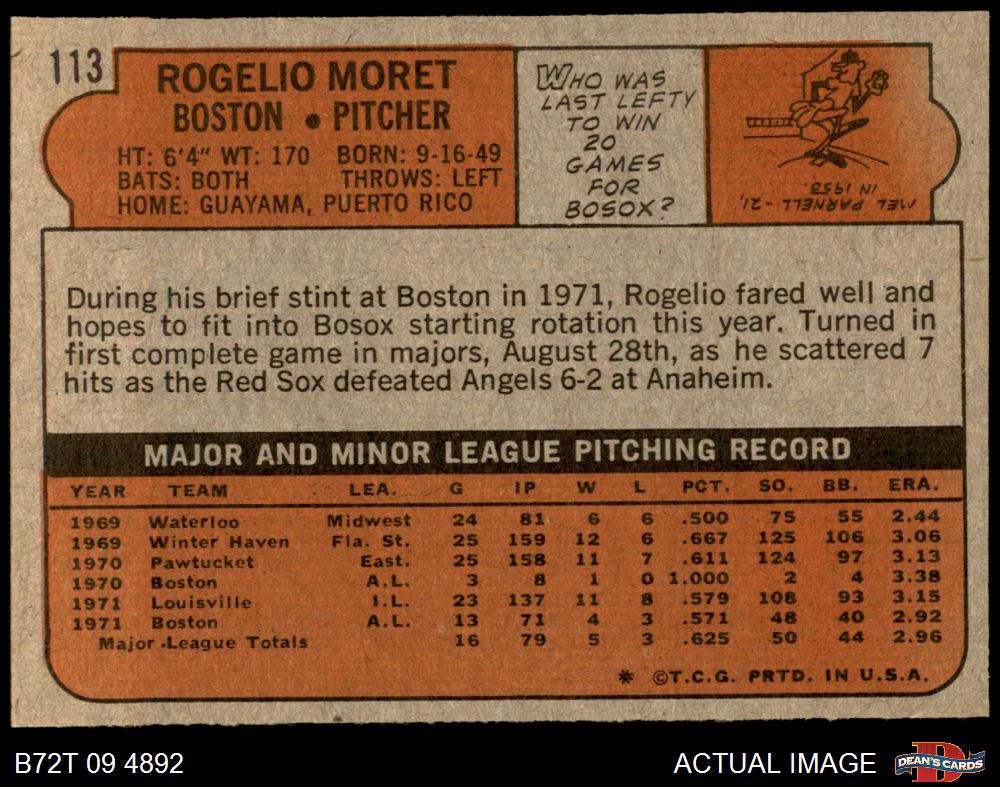 113
ROGELIO MORET
BOSTON • PITCHER
HT: 6'4" WT: 170 BORN: 9-16-49
BATS: BOTH THROWS: LEFT
HOME: GUAYAMA, PUERTO RICO
WHO WAS
LAST LEFTY
TO WIN
20
GAMES
FOR
BOSOX?
MEL PARNELL-21,
IN 1953.
During his brief stint at Boston in 1971, Rogelio fared well and
hopes to fit into Bosox starting rotation this year. Turned in
first complete game in majors, August 28th, as he scattered 7
hits as the Red Sox defeated Angels 6-2 at Anaheim.
MAJOR AND MINOR LEAGUE PITCHING RECORD
YEAR TEAM LEA. G IP W L PCT. SO. BB. ERA.
1969 Waterloo Midwest 24 81 6 6 .500 75 55 2.44
1969 Winter Haven Fla. St. 25 159 12 6 .667 125 106 3.06
1970 Pawtucket East. 25 158 11 7 .611 124 97 3.13
1970 Boston A.L. 3 8 1 0 1.000 2 4 3.38
1971 Louisville I.L. 23 137 11 8 .579 108 93 3.15
1971 Boston A.L. 13 71 4 3 .571 48 40 2.92
Major League Totals 16 79 5 3 .625 50 44 2.96
* ©T.C.G. PRTD. IN U.S.A.
B72T 09 4892
ACTUAL IMAGE
DEAN'S CARDS